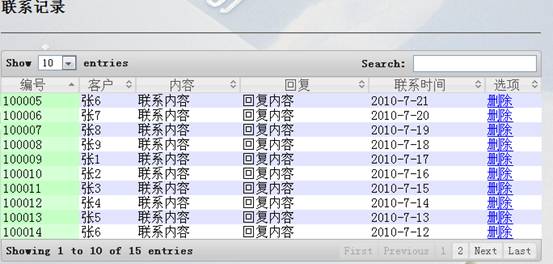 联系记录
Show 10 entries Search:
编号 客户 内容 回复 联系时间 选项
100005 张6 联系内容 回复内容 2010-7-21 删除
100006 张7 联系内容 回复内容 2010-7-20 删除
100007 张8 联系内容 回复内容 2010-7-19 删除
100008 张9 联系内容 回复内容 2010-7-18 删除
100009 张1 联系内容 回复内容 2010-7-17 删除
100010 张2 联系内容 回复内容 2010-7-16 删除
100011 张3 联系内容 回复内容 2010-7-15 删除
100012 张4 联系内容 回复内容 2010-7-14 删除
100013 张5 联系内容 回复内容 2010-7-13 删除
100014 张6 联系内容 回复内容 2010-7-12 删除
Showing 1 to 10 of 15 entries First Previous 1 2 Next Last